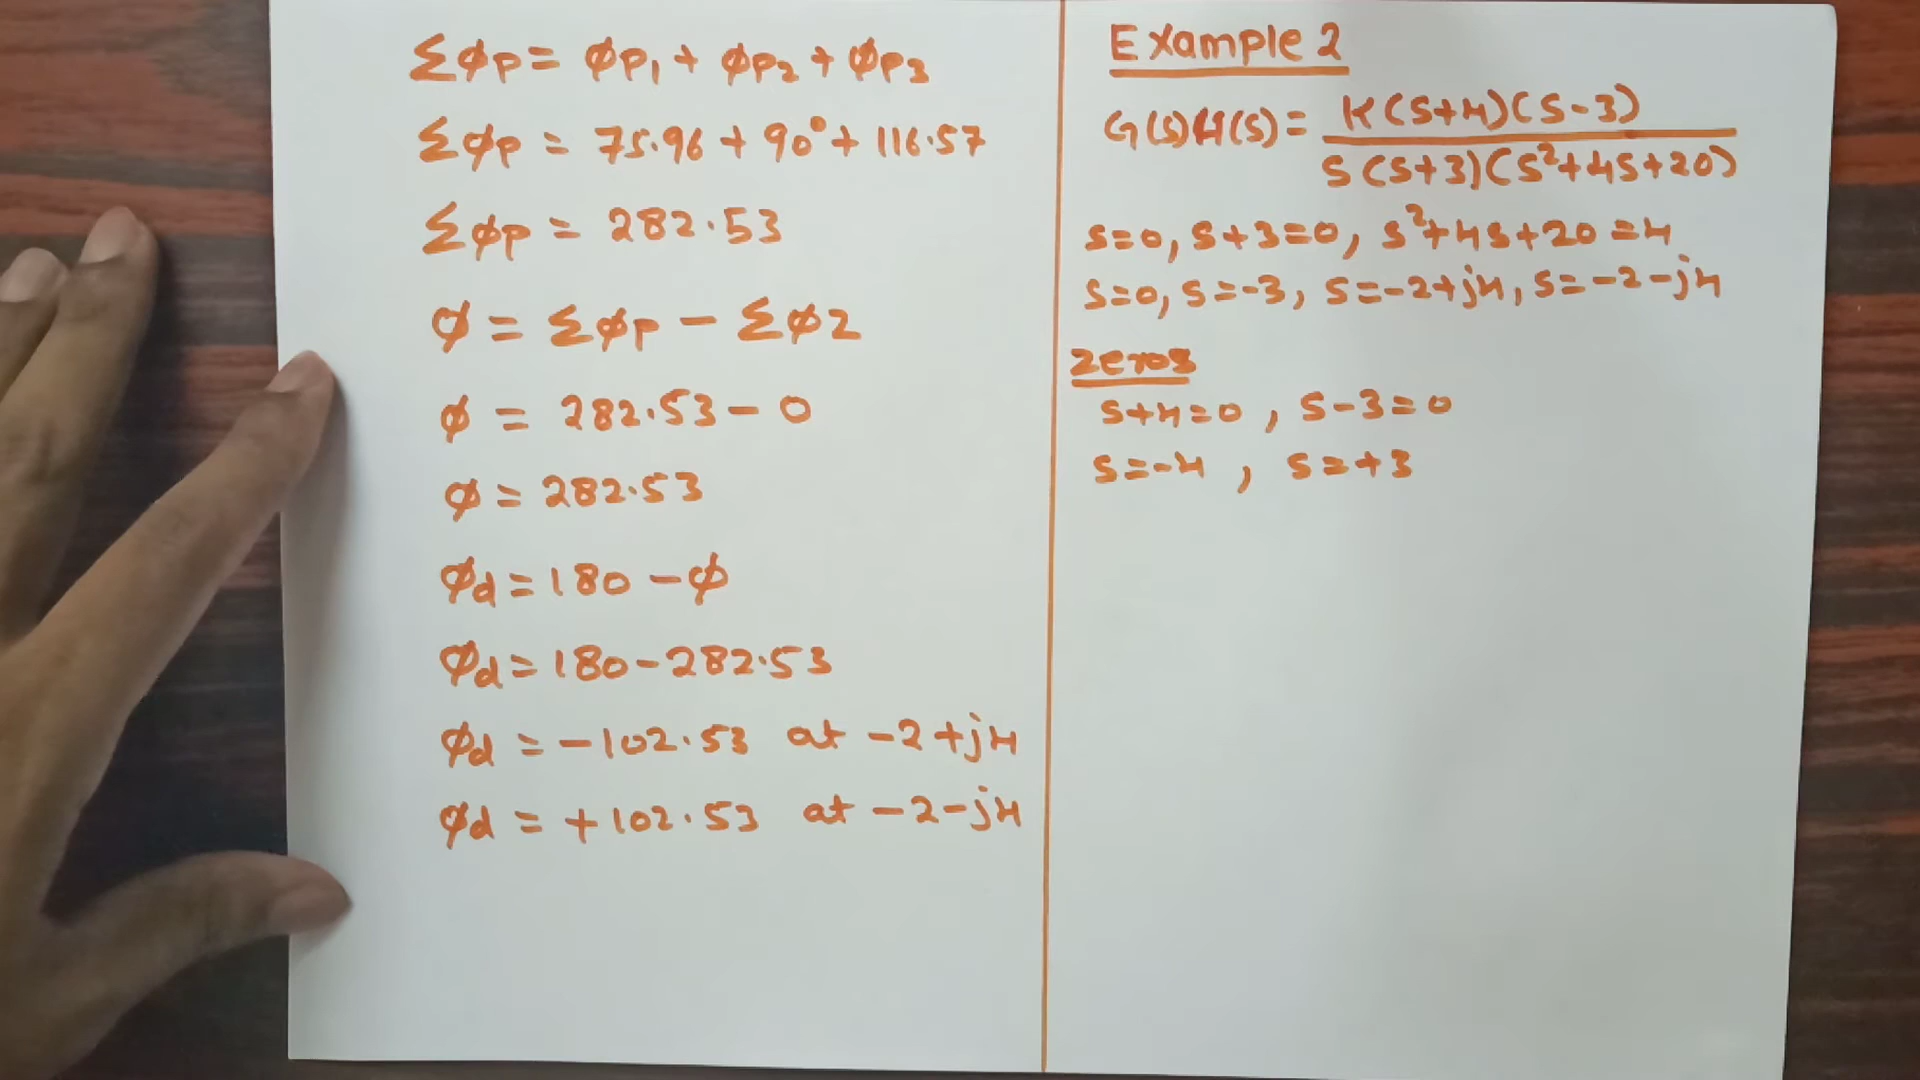 Σφp = φp₁ + φp₂ + φp₃
Σφp = 75.96 + 90° + 116.57
Σφp = 282.53
φ = Σφp - Σφz
φ = 282.53 - 0
φ = 282.53
φd = 180 - φ
φd = 180 - 282.53
φd = -102.53 at -2+j4
φd = +102.53 at -2-j4
Example 2
G(s)H(s) = K(s+4)(s-3) / s(s+3)(s²+4s+20)
s=0, s+3=0, s²+4s+20=4
s=0, s=-3, s=-2+j4, s=-2-j4
zeros
s+4=0, s-3=0
s=-4, s=+3